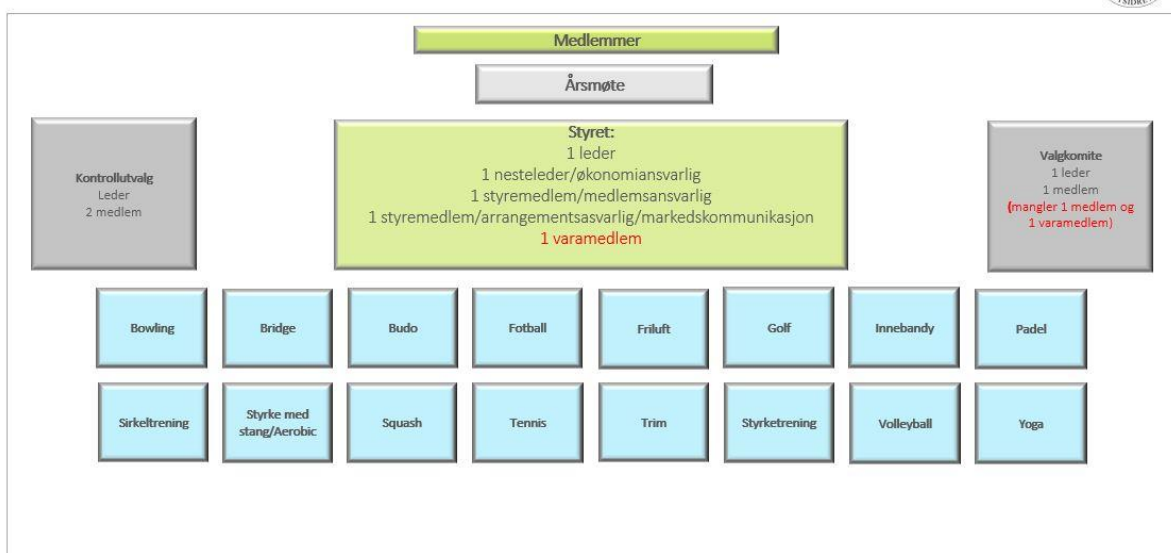 TSIDRE
Medlemmer
Årsmøte
Kontrollutvalg
Leder
2 medlem
Styret:
1 leder
1 nesteleder/økonomiansvarlig
1 styremedlem/medlemsansvarlig
1 styremedlem/arrangementsasvarlig/markedskommunikasjon
1 varamedlem
Valgkomite
1 leder
1 medlem
(mangler 1 medlem og
1 varamedlem)
Bowling
Bridge
Budo
Fotball
Friluft
Golf
Innebandy
Padel
Sirkeltrening
Styrke med
stang/Aerobic
Squash
Tennis
Trim
Styrketrening
Volleyball
Yoga